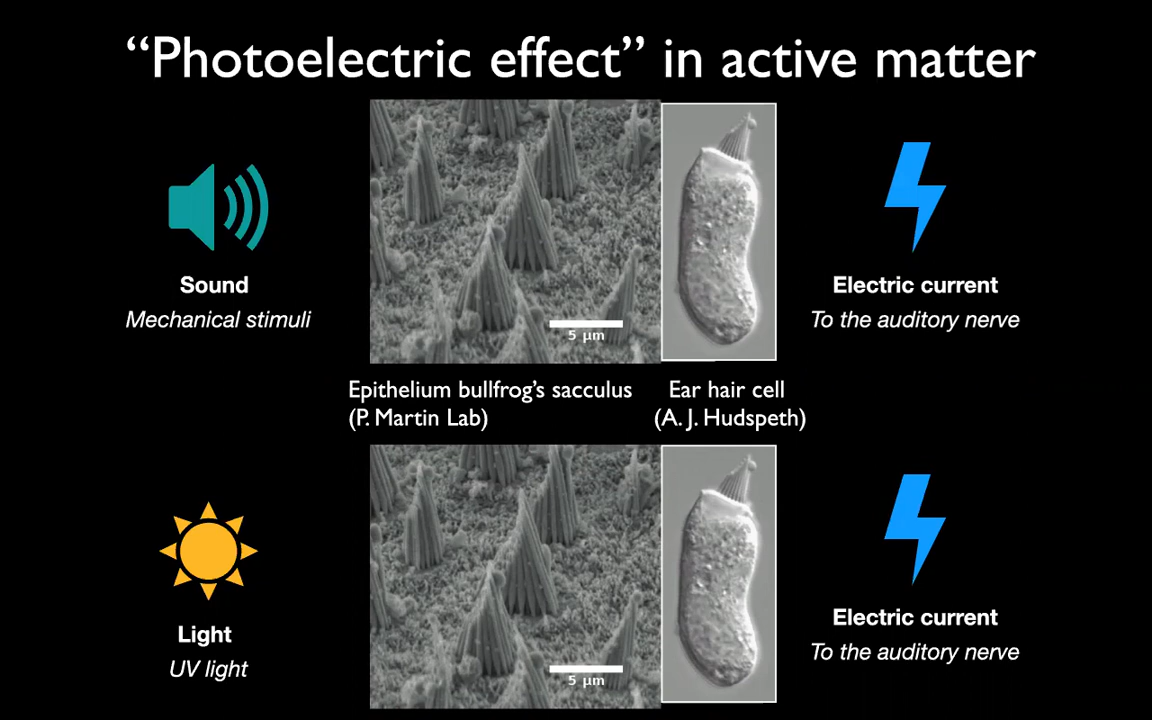 “Photoelectric effect” in active matter
Sound
Mechanical stimuli
5 µm
Electric current
To the auditory nerve
Epithelium bullfrog’s sacculus
(P. Martin Lab)
Ear hair cell
(A. J. Hudspeth)
Light
UV light
5 µm
Electric current
To the auditory nerve